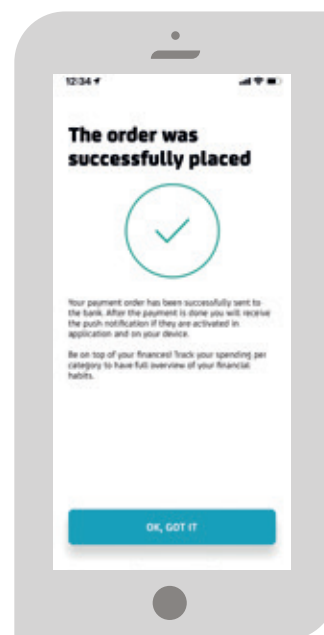 12:34
The order was
successfully placed
Your payment order has been successfully sent to
the bank. After the payment is done you will receive
the push notification if they are activated in
application and on your device.
Be on top of your finances! Track your spending per
category to have full overview of your financial
habits.
OK, GOT IT